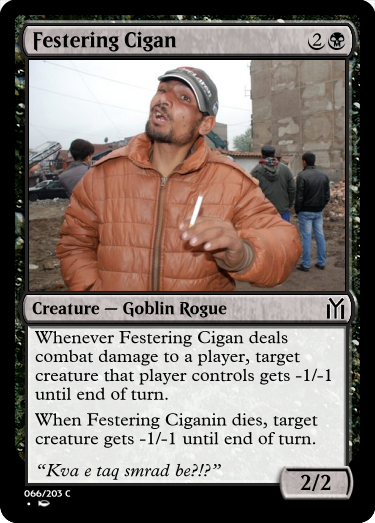 Festering Cigan
2
Creature — Goblin Rogue
Whenever Festering Cigan deals
combat damage to a player, target
creature that player controls gets -1/-1
until end of turn.
When Festering Ciganin dies, target
creature gets -1/-1 until end of turn.
“Kva e taq smrad be?!?”
2/2
066/203 C